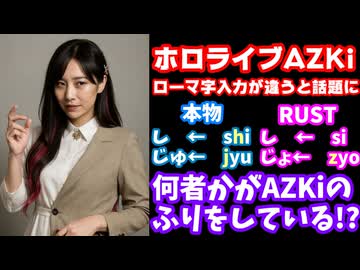 ホロライブAZKi
ローマ字入力が違うと話題に
本物 RUST
し ← shi し ← si
じゅ← jyu じょ← zyo
何者かがAZKiの
ふりをしている!?